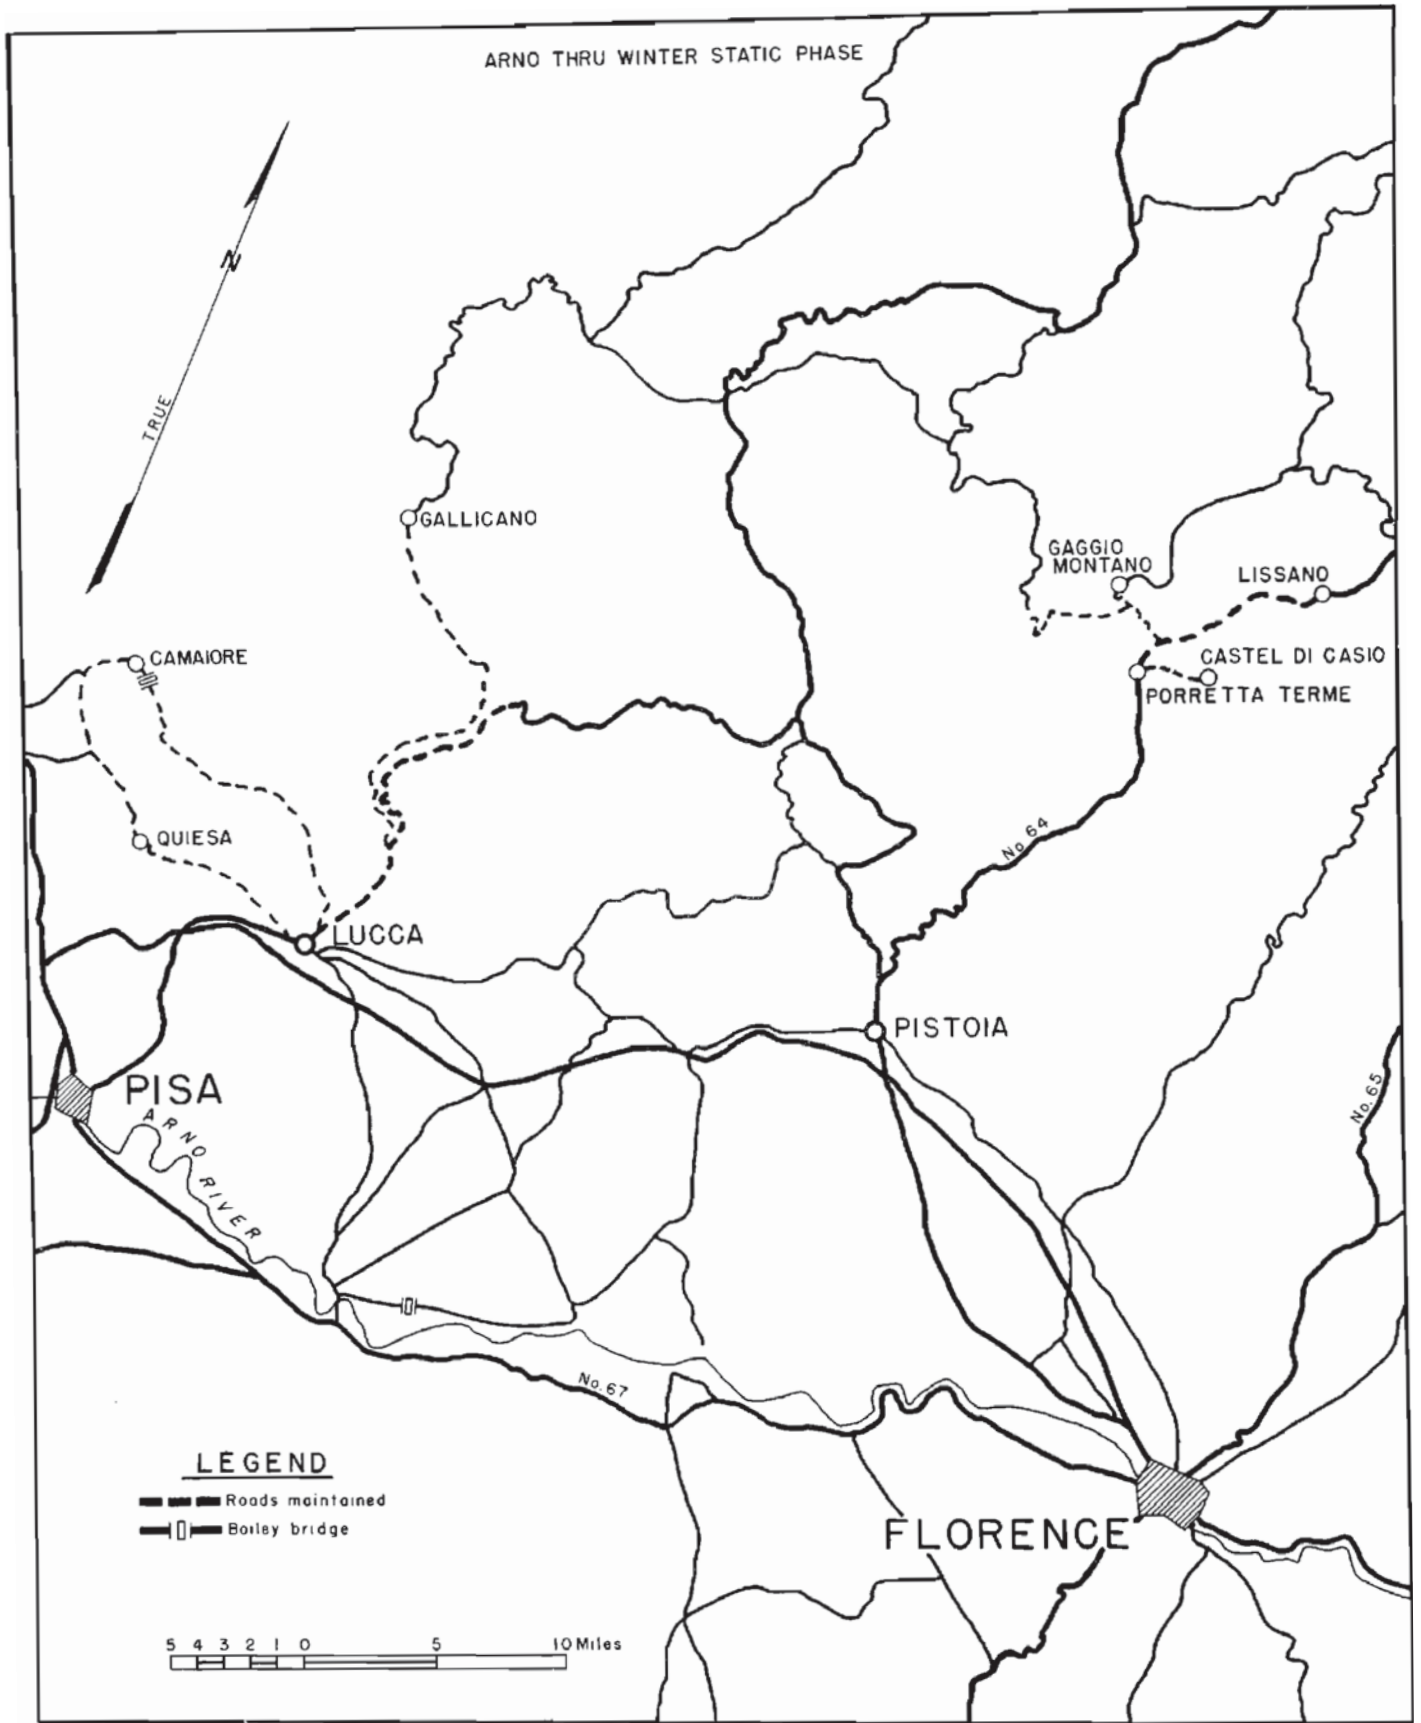 ARNO THRU WINTER STATIC PHASE
N
TRUE
GALLICANO
GAGGIO
MONTANO
LISSANO
CAMAIORE
CASTEL DI CASIO
PORRETTA TERME
QUIESA
No 64
LUCCA
PISTOIA
PISA
No. 65
ARNO RIVER
No. 67
LEGEND
Roads maintained
Bailey bridge
FLORENCE
5 4 3 2 1 0 5 10 Miles